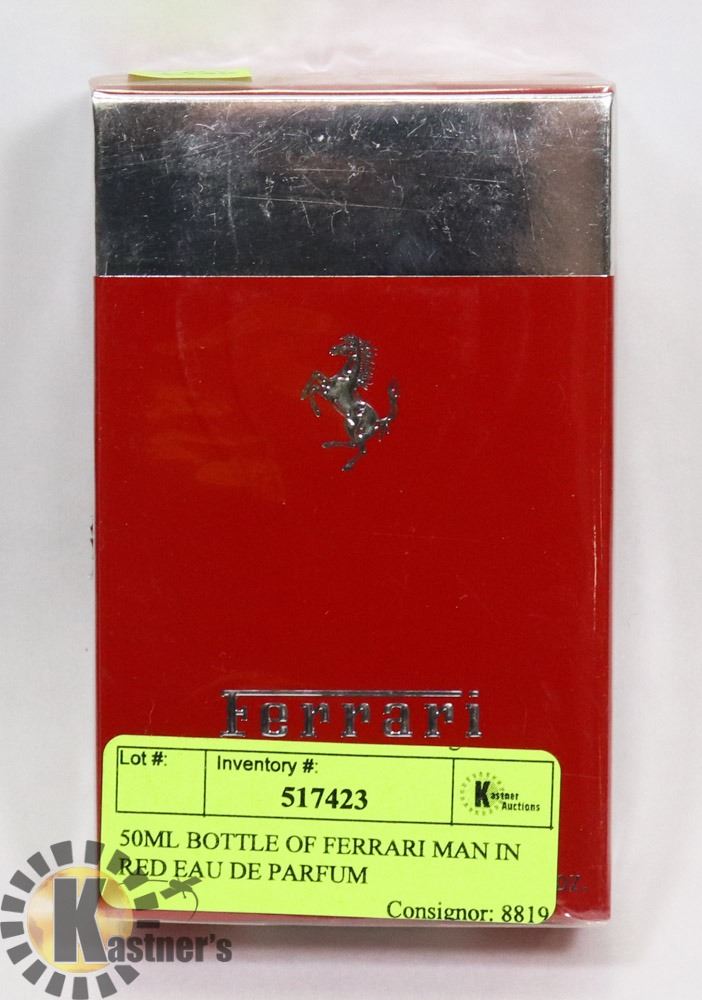 Ferrari
Lot #:
Inventory #:
517423
Kastner
Auctions
50ML BOTTLE OF FERRARI MAN IN
RED EAU DE PARFUM
Consignor: 8819
oz.
Kastner's